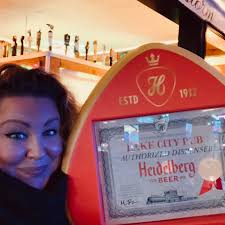 H
ESTD 1912
LAKE CITY PUB
AUTHORIZED DISPENSER
Heidelberg
BEER